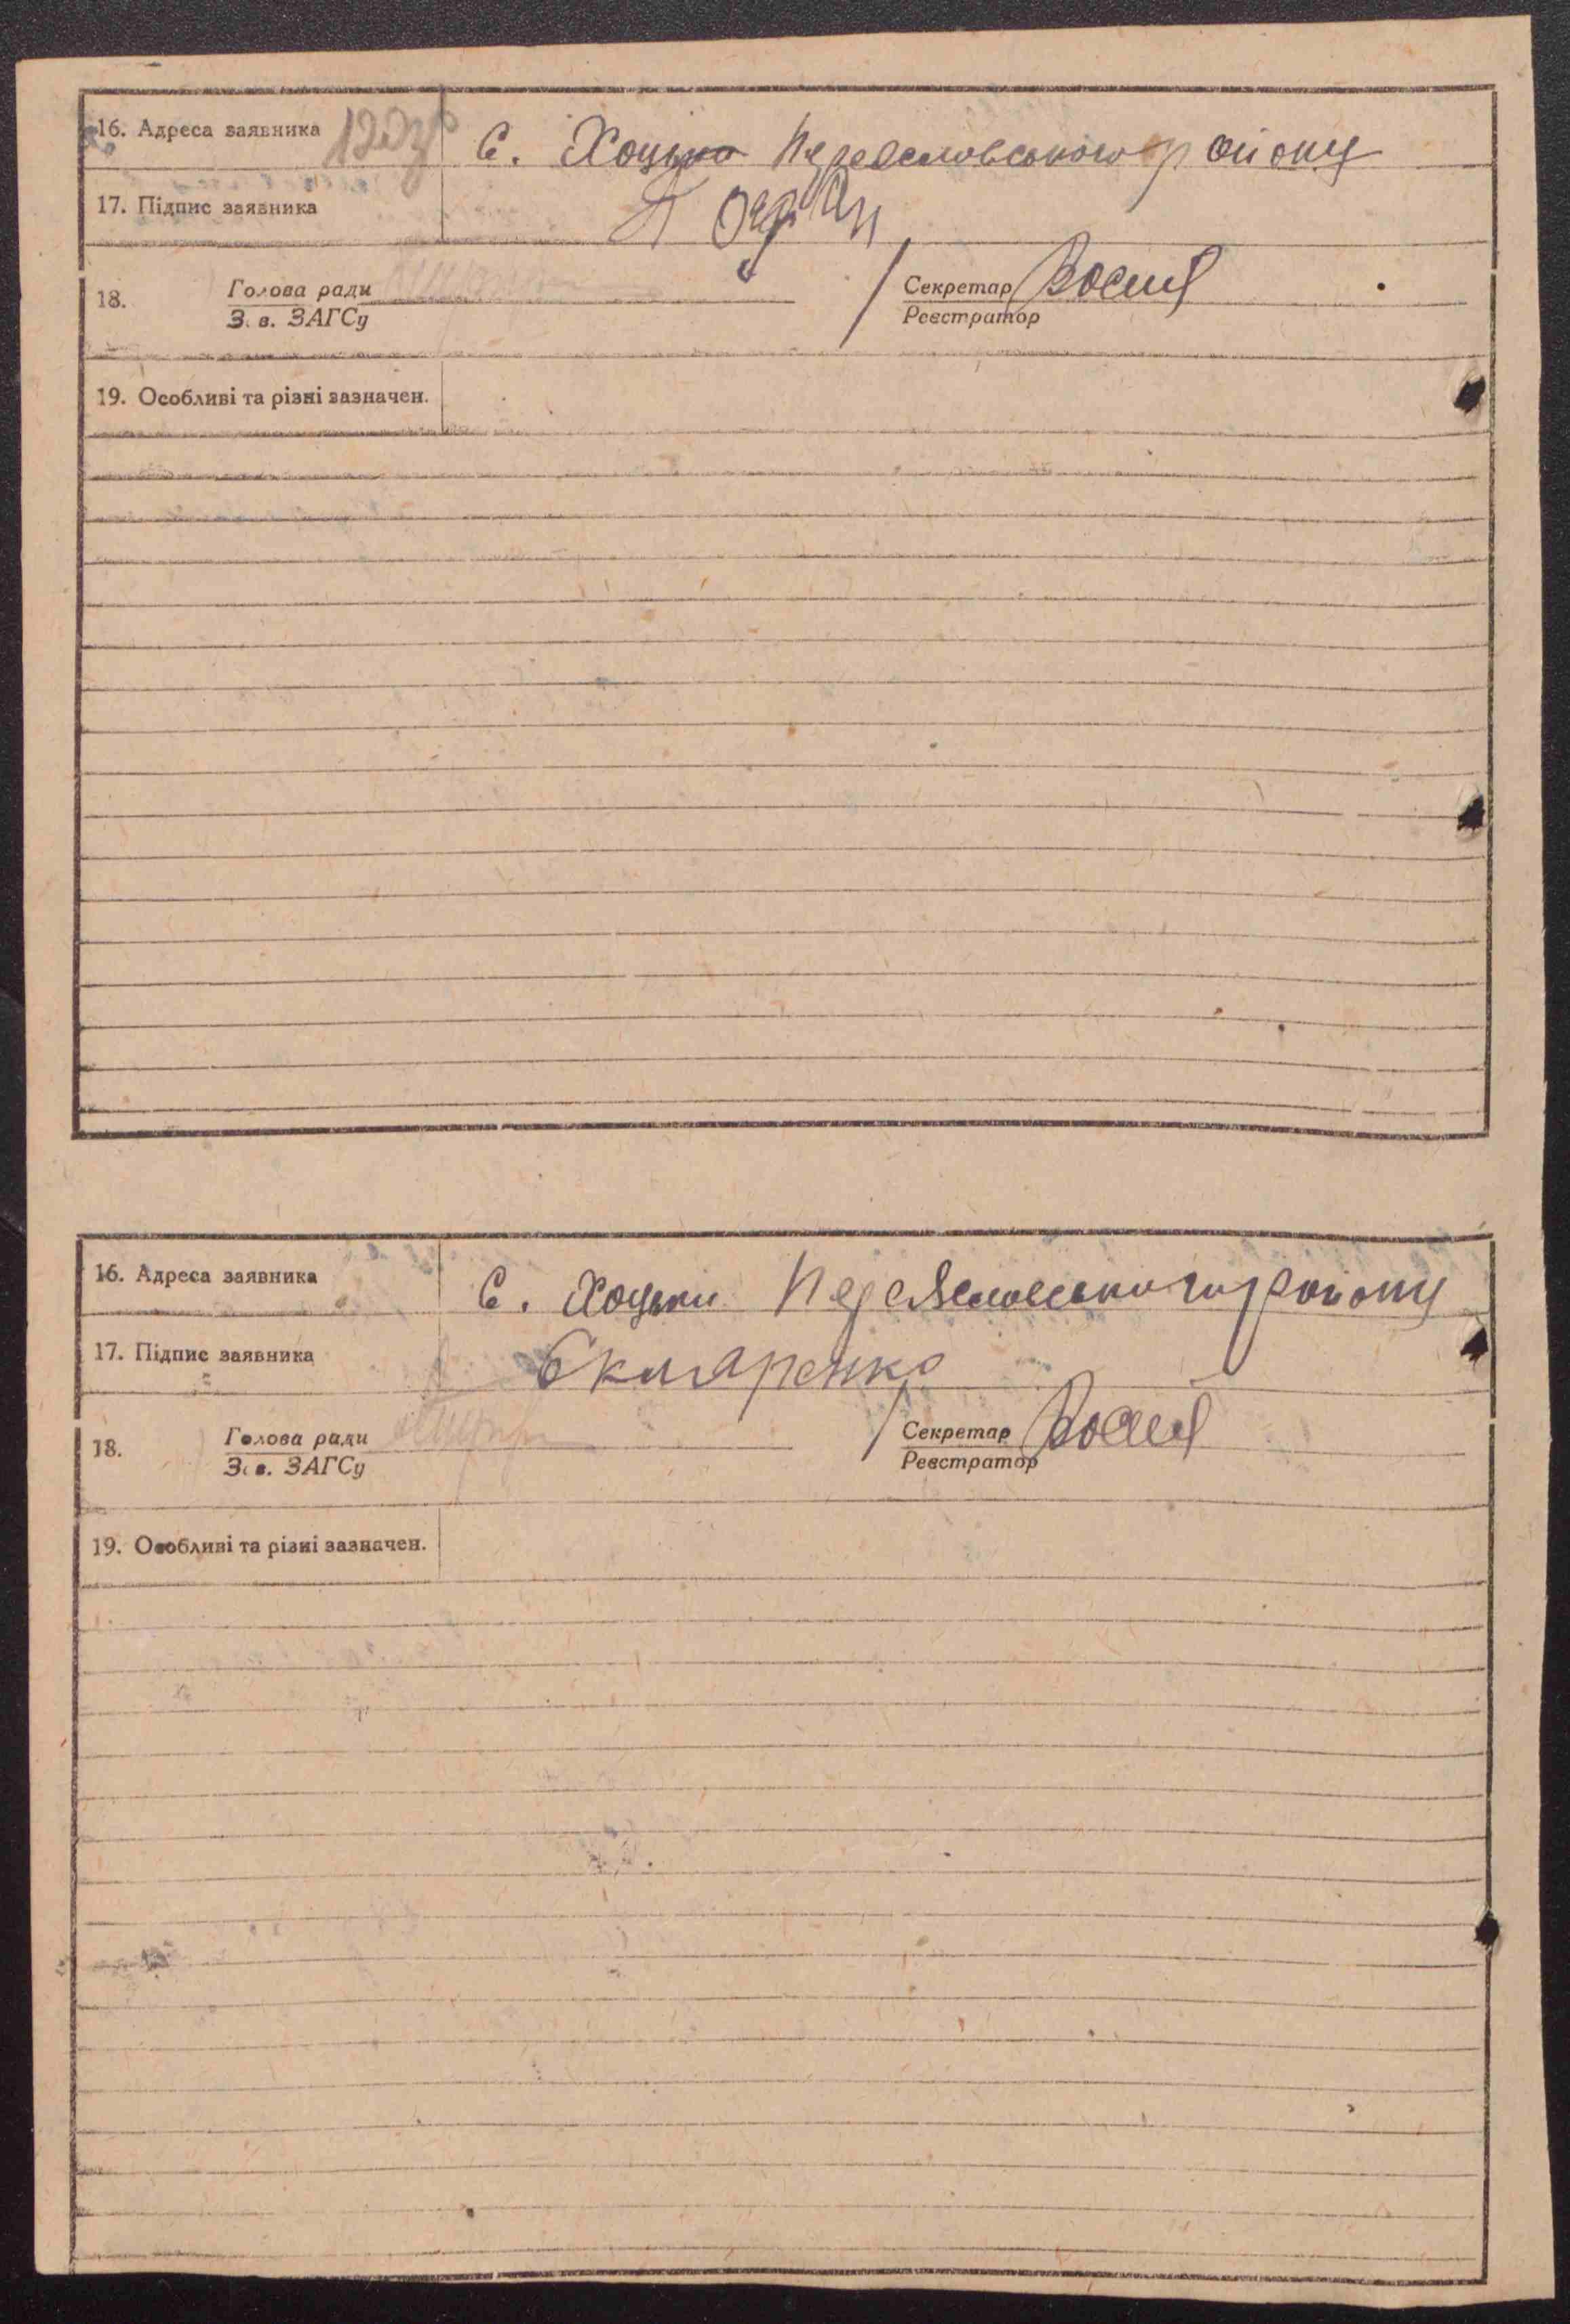 16. Адреса заявника С. Хоцьки Переяславського району
17. Підпис заявника
18. Голова ради Секретар
З. в. ЗАГСу Реєстратор
19. Особливі та різні зазначен.
16. Адреса заявника С. Хоцьки Переяславського району
17. Підпис заявника Скляренко
18. Голова ради Секретар
З. в. ЗАГСу Реєстратор
19. Особливі та різні зазначен.